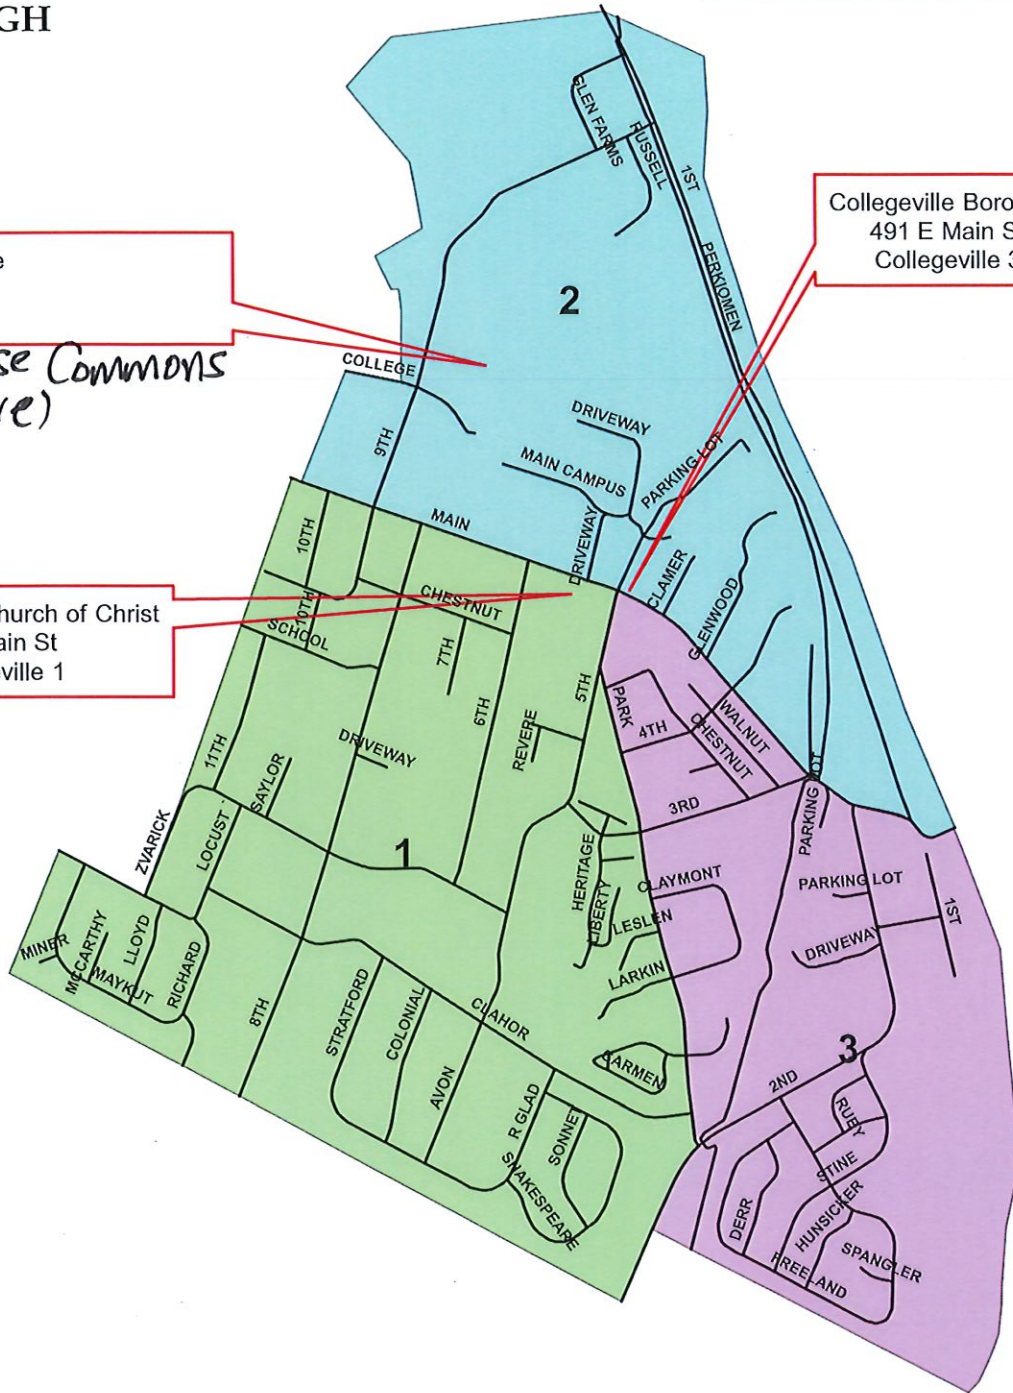 GH
GLEN FARMS
RUSSELL
1ST
PERKIOMEN
Collegeville Boro
491 E Main S
Collegeville 3
e
2
se Commons
re)
COLLEGE
9TH
DRIVEWAY
MAIN CAMPUS
PARKING LOT
MAIN
DRIVEWAY
10TH
CLAMER
GLENWOOD
hurch of Christ
ain St
ville 1
10TH
CHESTNUT
SCHOOL
7TH
6TH
5TH
PARK
4TH
WALNUT
CHESTNUT
REVERE
DRIVEWAY
11TH
SAYLOR
3RD
PARKING LOT
ZVARICK
LOCUST
1
HERITAGE
LIBERTY
CLAYMONT
LESLEN
LARKIN
PARKING LOT
1ST
DRIVEWAY
MINER
MCCARTHY
MAYKUT
LLOYD
RICHARD
8TH
STRATFORD
COLONIAL
CLAHOR
AVON
CARMEN
3
2ND
RUBY
STINE
R GLAD
SONNET
SHAKESPEARE
DERR
HUNSICKER
SPANGLER
FREELAND